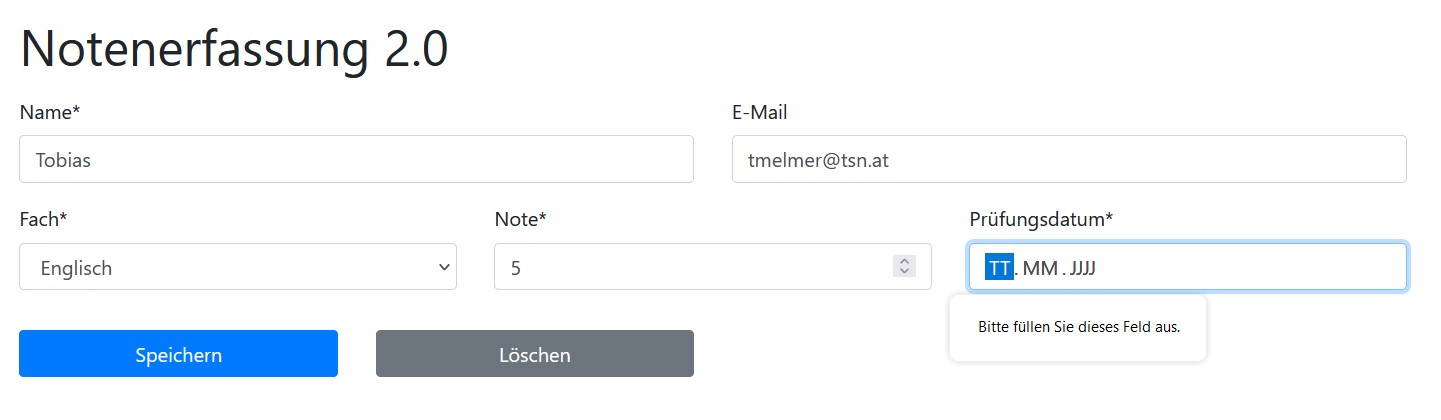 Notenerfassung 2.0
Name*
E-Mail
Tobias
tmelmer@tsn.at
Fach*
Note*
Prüfungsdatum*
Englisch
5
TT.MM.JJJJ
Bitte füllen Sie dieses Feld aus.
Speichern
Löschen